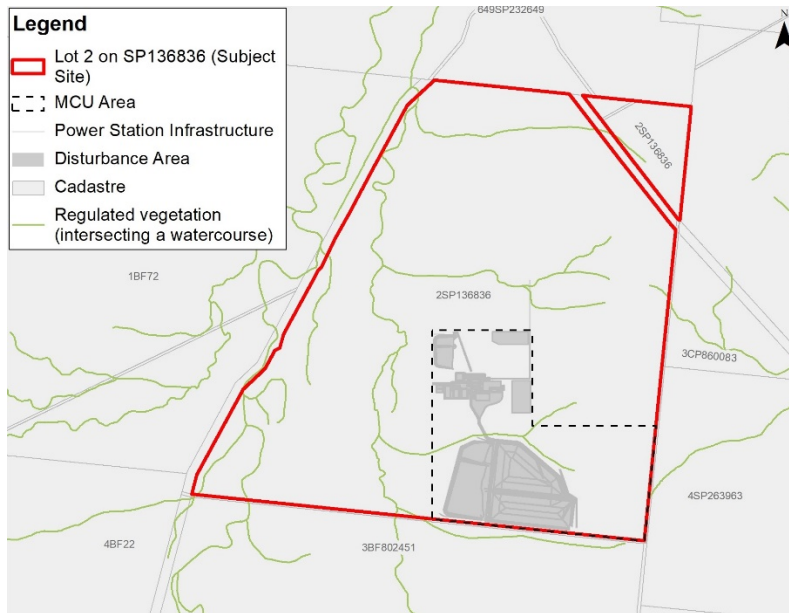 Legend
Lot 2 on SP136836 (Subject
Site)
MCU Area
Power Station Infrastructure
Disturbance Area
Cadastre
Regulated vegetation
(intersecting a watercourse)
649SP232649
N
2SP136836
1BF72
2SP136836
3CP860083
4SP263963
4BF22
3BF802451